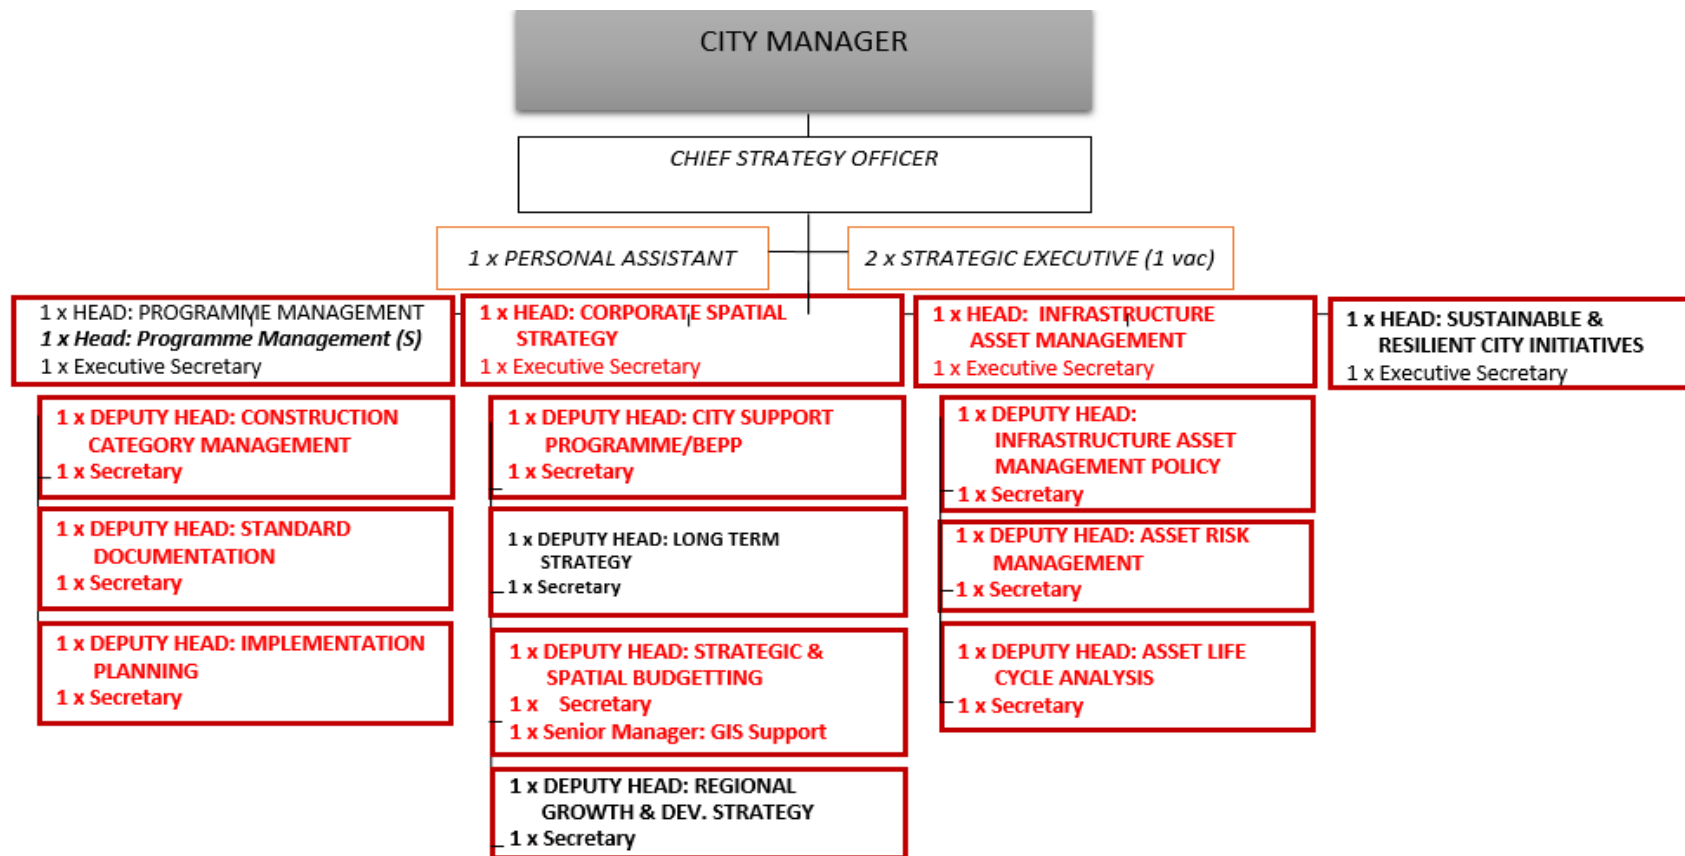 CITY MANAGER
CHIEF STRATEGY OFFICER
1 x PERSONAL ASSISTANT
2 x STRATEGIC EXECUTIVE (1 vac)
1 x HEAD: PROGRAMME MANAGEMENT
1 x Head: Programme Management (S)
1 x Executive Secretary
1 x HEAD: CORPORATE SPATIAL
STRATEGY
1 x Executive Secretary
1 x HEAD: INFRASTRUCTURE
ASSET MANAGEMENT
1 x Executive Secretary
1 x HEAD: SUSTAINABLE &
RESILIENT CITY INITIATIVES
1 x Executive Secretary
1 x DEPUTY HEAD: CONSTRUCTION
CATEGORY MANAGEMENT
1 x Secretary
1 x DEPUTY HEAD: STANDARD
DOCUMENTATION
1 x Secretary
1 x DEPUTY HEAD: IMPLEMENTATION
PLANNING
1 x Secretary
1 x DEPUTY HEAD: CITY SUPPORT
PROGRAMME/BEPP
1 x Secretary
1 x DEPUTY HEAD: LONG TERM
STRATEGY
1 x Secretary
1 x DEPUTY HEAD: STRATEGIC &
SPATIAL BUDGETTING
1 x Secretary
1 x Senior Manager: GIS Support
1 x DEPUTY HEAD: REGIONAL
GROWTH & DEV. STRATEGY
1 x Secretary
1 x DEPUTY HEAD:
INFRASTRUCTURE ASSET
MANAGEMENT POLICY
1 x Secretary
1 x DEPUTY HEAD: ASSET RISK
MANAGEMENT
1 x Secretary
1 x DEPUTY HEAD: ASSET LIFE
CYCLE ANALYSIS
1 x Secretary